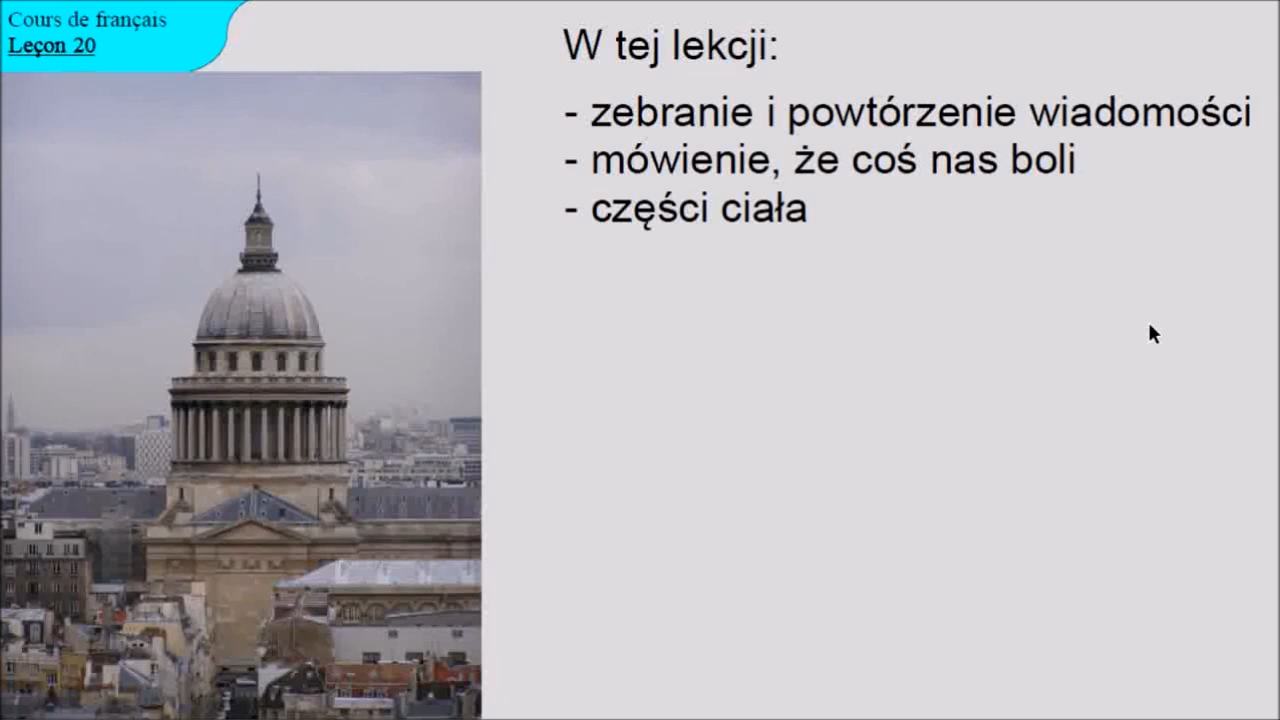 Cours de français
Leçon 20
W tej lekcji:
- zebranie i powtórzenie wiadomości
- mówienie, że coś nas boli
- części ciała